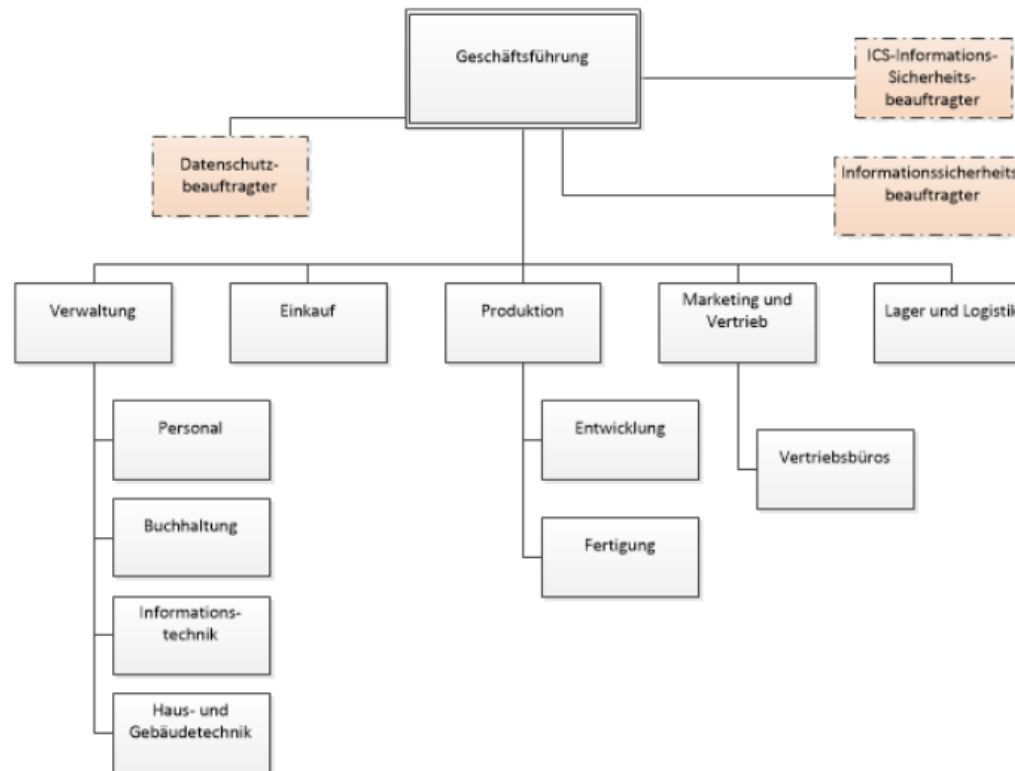 Geschäftsführung
ICS-Informations-
Sicherheits-
beauftragter
Datenschutz-
beauftragter
Informationssicherheits
beauftragter
Verwaltung
Einkauf
Produktion
Marketing und
Vertrieb
Lager und Logistik
Personal
Entwicklung
Vertriebsbüros
Buchhaltung
Fertigung
Informations-
technik
Haus- und
Gebäudetechnik